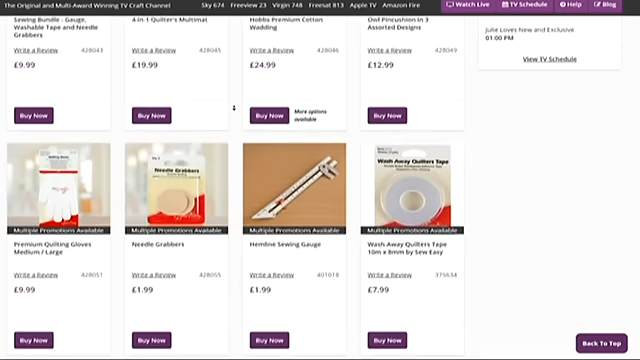 The Original and Multi-Award Winning TV Craft Channel
Sky 674 Freeview 23 Virgin 748 Freesat 813 Apple TV Amazon Fire
Watch Live TV Schedule Help Blog
Sewing Bundle - Gauge, Washable Tape and Needle Grabbers
Write a Review 428043
£9.99
Buy Now
4-in-1 Quilter's Multimat
Write a Review 428045
£19.99
Buy Now
Hobbs Premium Cotton Wadding
Write a Review 428046
£24.99
Buy Now
More options available
Owl Pincushion in 3 Assorted Designs
Write a Review 428049
£12.99
Buy Now
Julie Loves New and Exclusive
01:00 PM
View TV Schedule
Multiple Promotions Available
Premium Quilting Gloves Medium / Large
Write a Review 428051
£9.99
Buy Now
Needle Grabbers
Multiple Promotions Available
Needle Grabbers
Write a Review 428055
£1.99
Buy Now
Multiple Promotions Available
Hemline Sewing Gauge
Write a Review 401018
£1.99
Buy Now
Wash Away Quilters Tape
Multiple Promotions Available
Wash Away Quilters Tape 10m x 6mm by Sew Easy
Write a Review 375634
£7.99
Buy Now
Back To Top